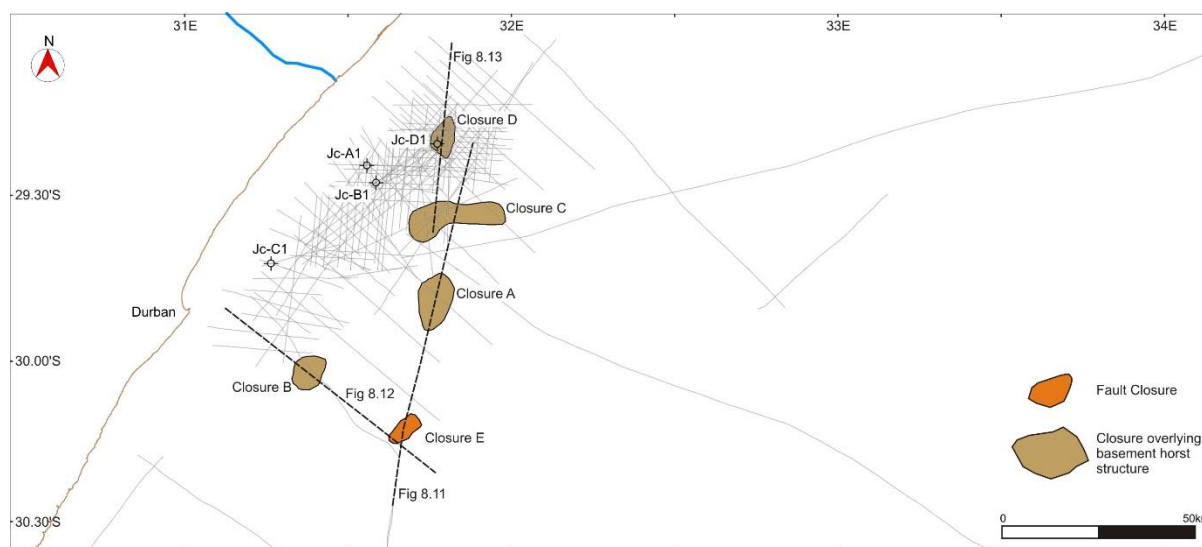 31E
32E
33E
34E
N
Fig 8.13
Closure D
Jc-D1
Jc-A1
Jc-B1
29.30'S
Closure C
Jc-C1
Closure A
Durban
30.00'S
Closure B
Fig 8.12
Fault Closure
Closure E
Closure overlying
basement horst
structure
Fig 8.11
30.30'S
0
50km